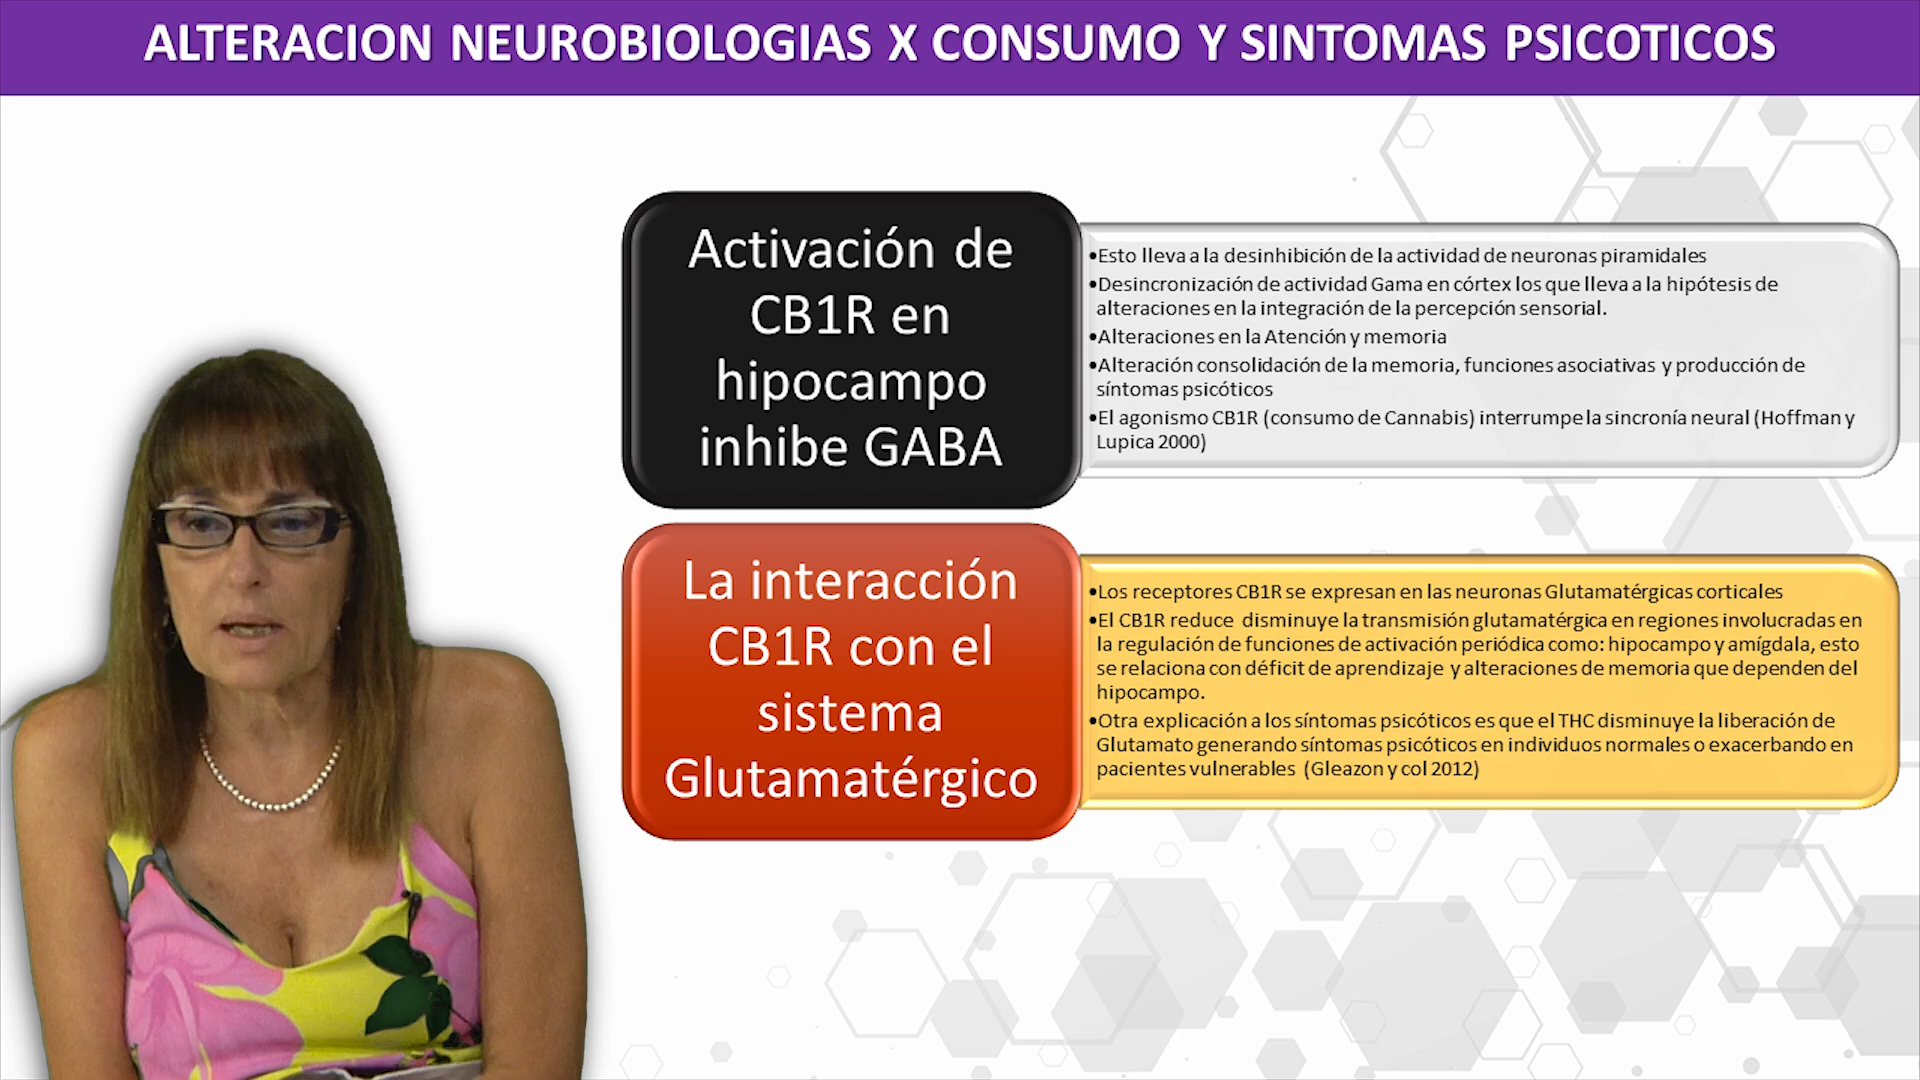 ALTERACION NEUROBIOLOGIAS X CONSUMO Y SINTOMAS PSICOTICOS
Activación de
CB1R en
hipocampo
inhibe GABA
•Esto lleva a la desinhibición de la actividad de neuronas piramidales
•Desincronización de actividad Gama en córtex los que lleva a la hipótesis de
alteraciones en la integración de la percepción sensorial.
•Alteraciones en la Atención y memoria
•Alteración consolidación de la memoria, funciones asociativas y producción de
síntomas psicóticos
•El agonismo CB1R (consumo de Cannabis) interrumpe la sincronía neural (Hoffman y
Lupica 2000)
La interacción
CB1R con el
sistema
Glutamatérgico
•Los receptores CB1R se expresan en las neuronas Glutamatérgicas corticales
•El CB1R reduce disminuye la transmisión glutamatérgica en regiones involucradas en
la regulación de funciones de activación periódica como: hipocampo y amígdala, esto
se relaciona con déficit de aprendizaje y alteraciones de memoria que dependen del
hipocampo.
•Otra explicación a los síntomas psicóticos es que el THC disminuye la liberación de
Glutamato generando síntomas psicóticos en individuos normales o exacerbando en
pacientes vulnerables (Gleazon y col 2012)